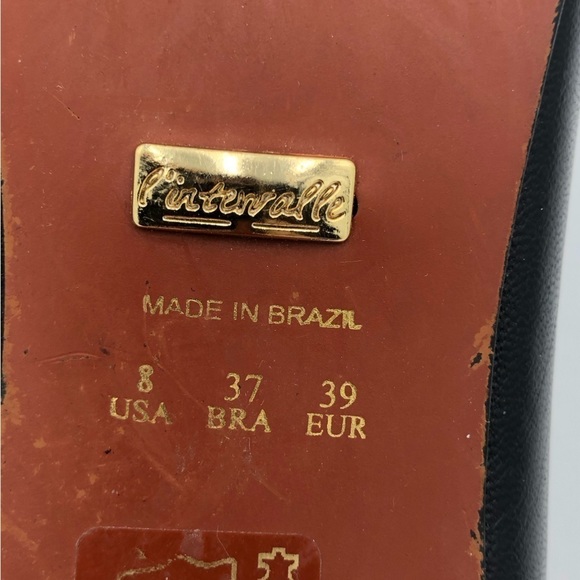 l'intervalle
MADE IN BRAZIL
8 37 39
USA BRA EUR